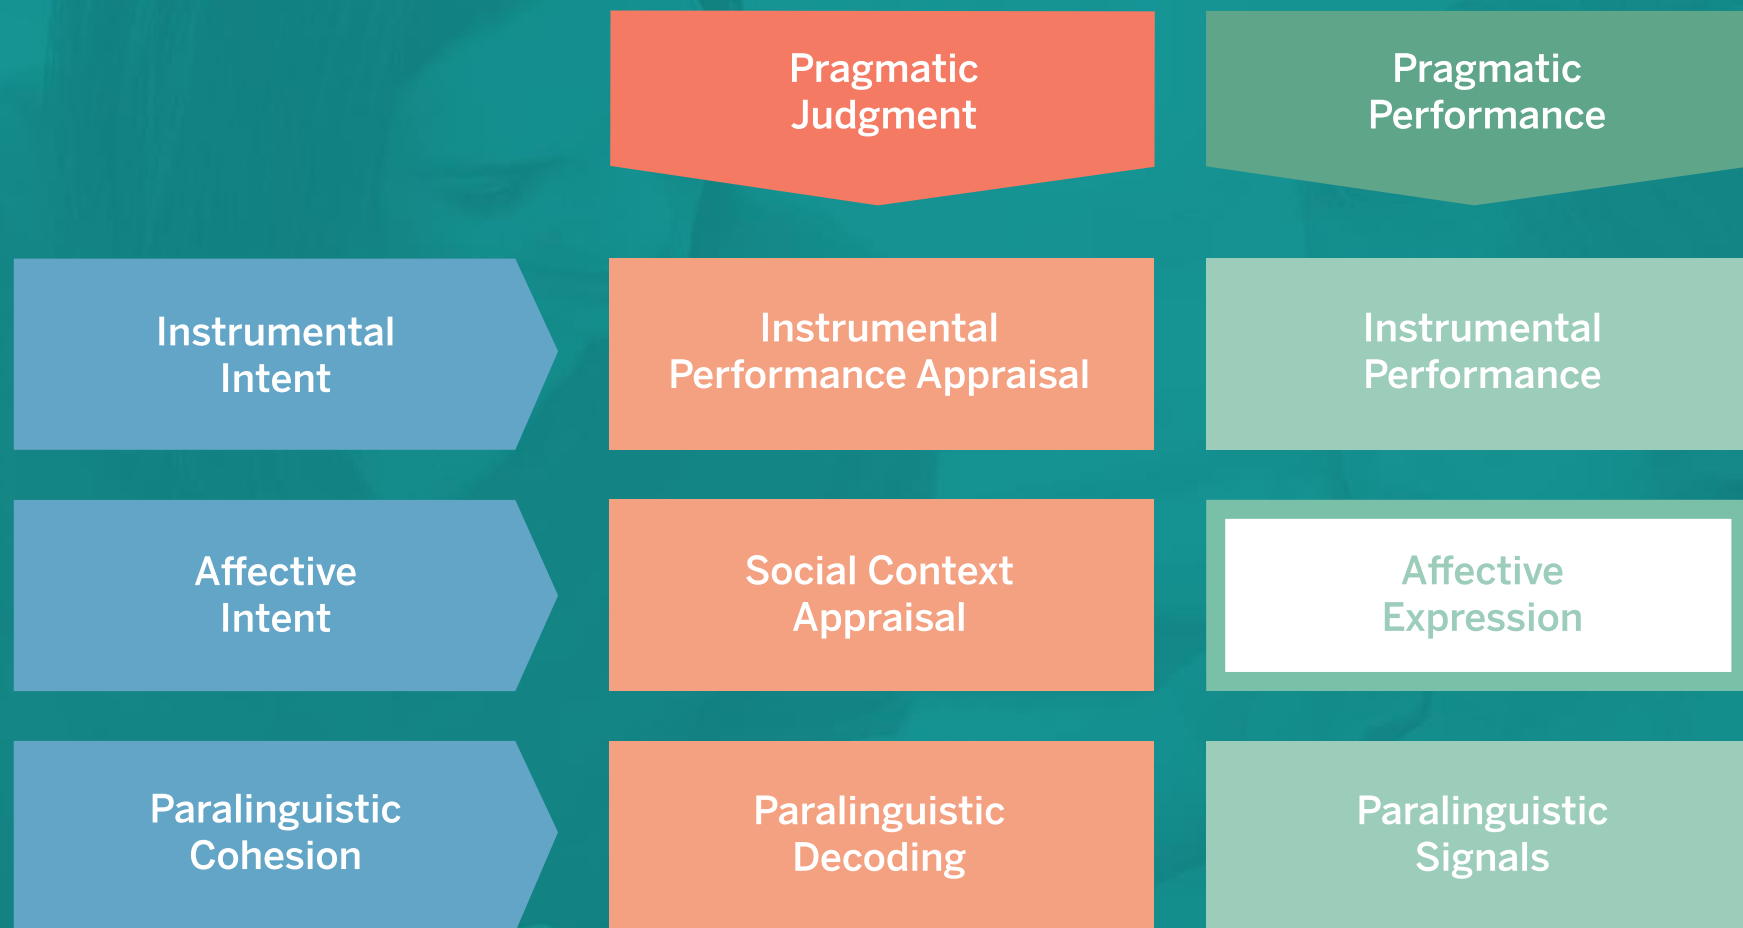 Pragmatic
Judgment
Pragmatic
Performance
Instrumental
Intent
Instrumental
Performance Appraisal
Instrumental
Performance
Affective
Intent
Social Context
Appraisal
Affective
Expression
Paralinguistic
Cohesion
Paralinguistic
Decoding
Paralinguistic
Signals